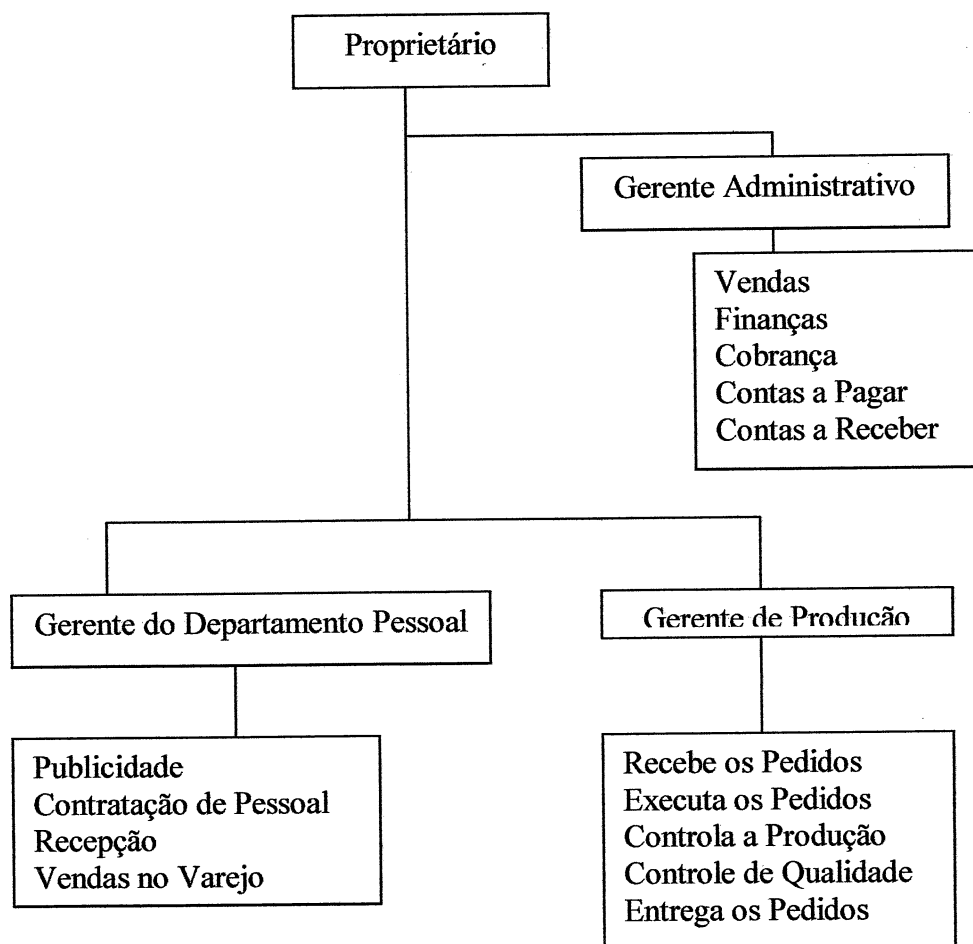 Proprietário
Gerente Administrativo
Vendas
Finanças
Cobrança
Contas a Pagar
Contas a Receber
Gerente do Departamento Pessoal
Gerente de Produção
Publicidade
Contratação de Pessoal
Recepção
Vendas no Varejo
Recebe os Pedidos
Executa os Pedidos
Controla a Produção
Controle de Qualidade
Entrega os Pedidos